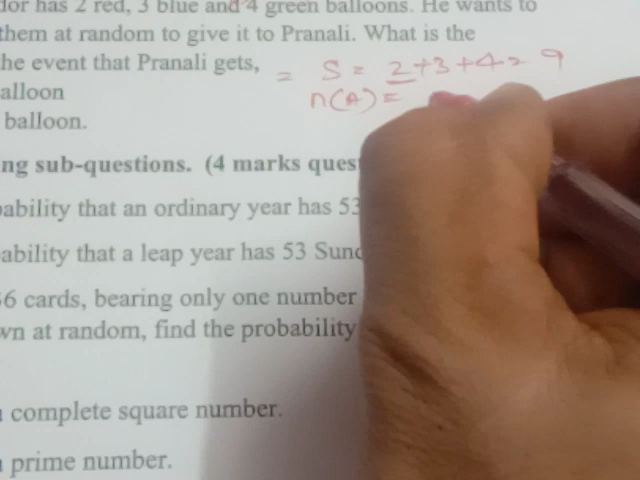 dor has 2 red, 3 blue and 4 green balloons. He wants to
them at random to give it to Pranali. What is the
he event that Pranali gets,
= S = 2+3+4= 9
alloon
n(A) =
balloon.
ng sub-questions. (4 marks ques
ability that an ordinary year has 53
ability that a leap year has 53 Sund
36 cards, bearing only one number
wn at random, find the probability
complete square number.
prime number.